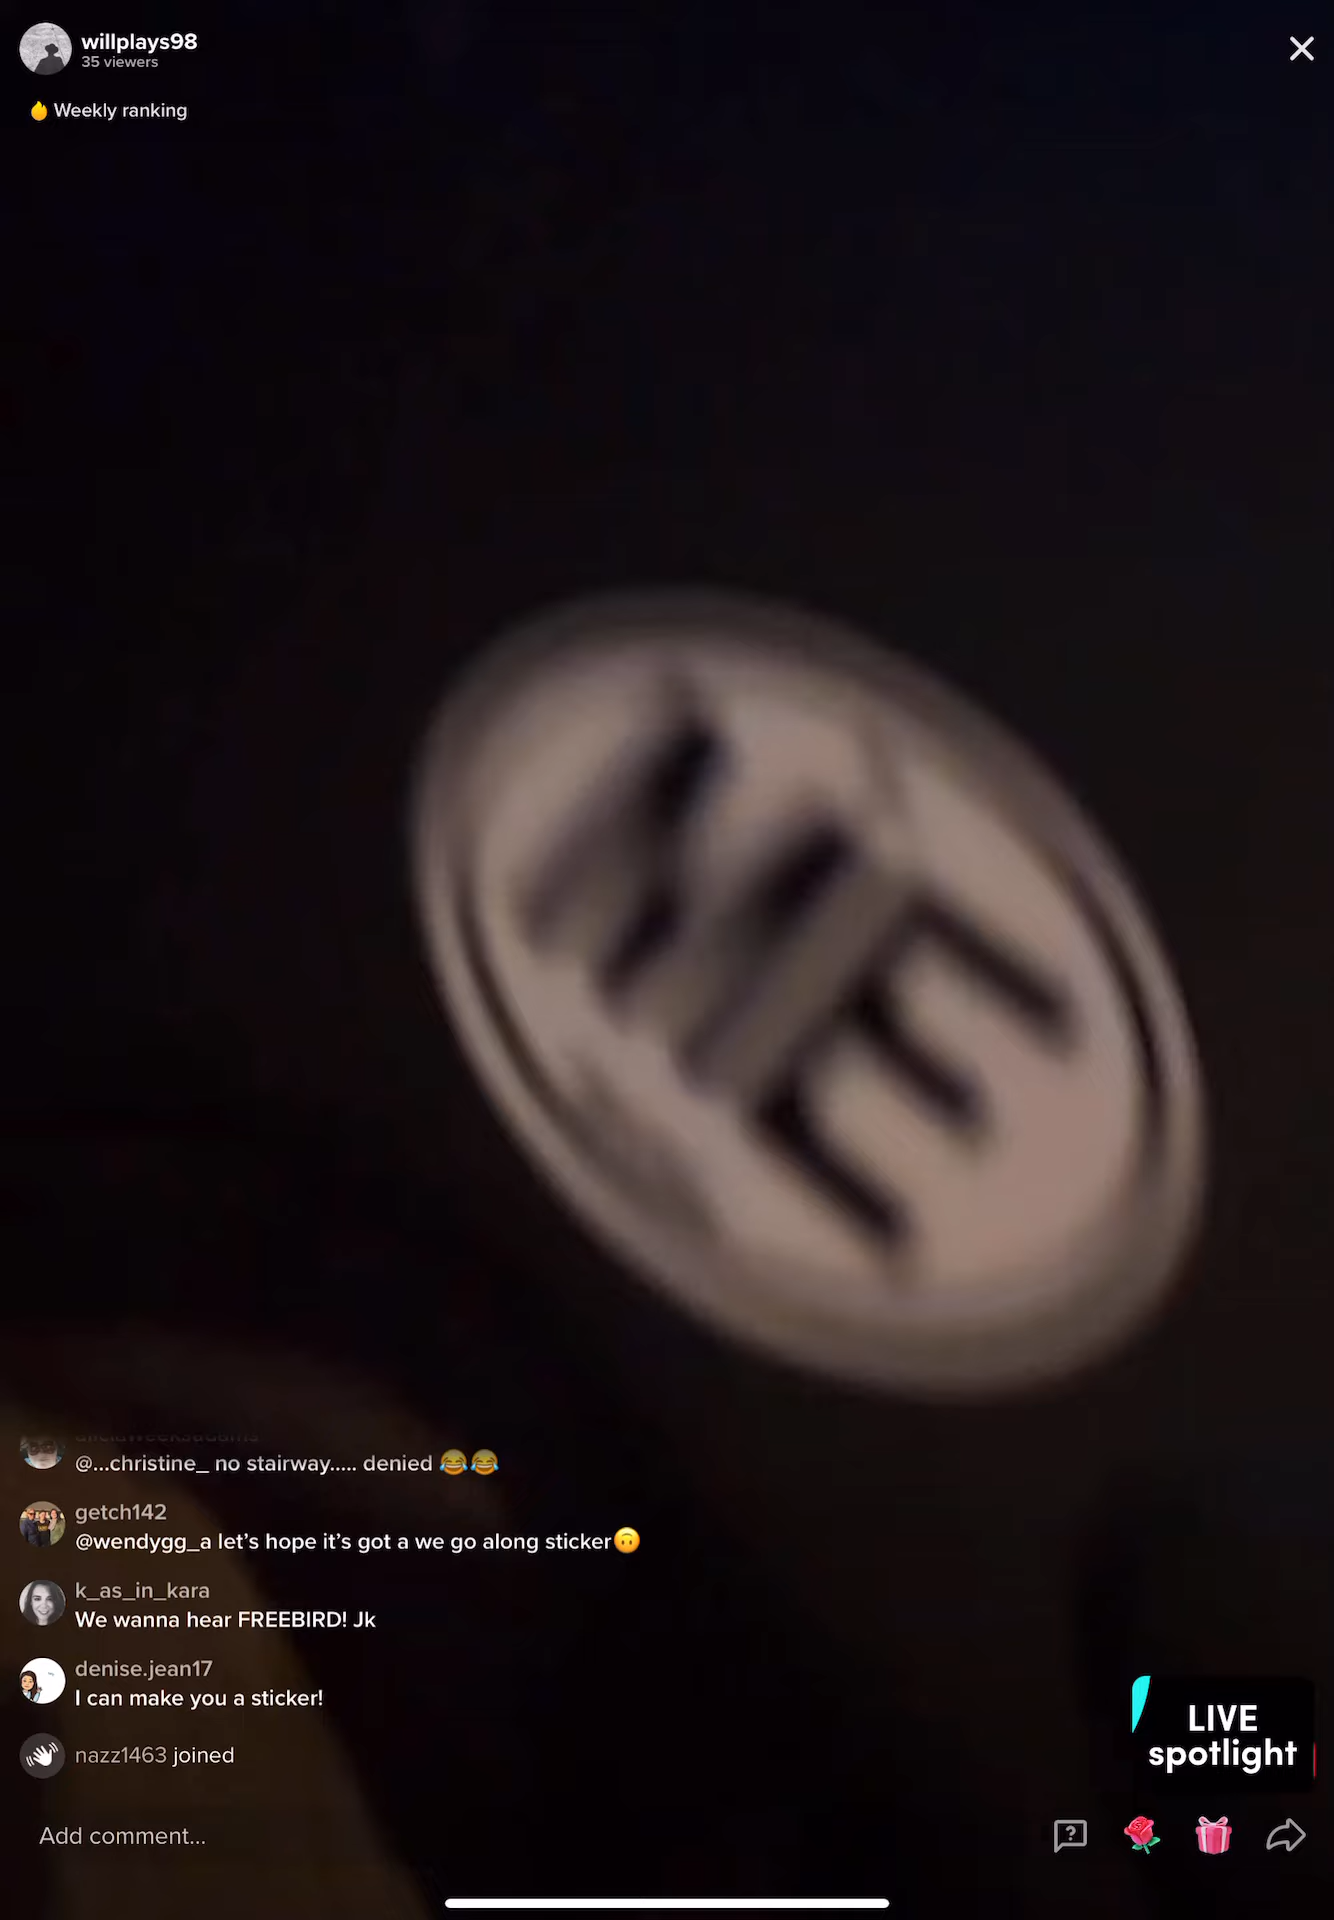 willplays98
35 viewers
Weekly ranking
@...christine_ no stairway..... denied 😂😂
getch142
@wendygg_a let’s hope it’s got a we go along sticker🙃
k_as_in_kara
We wanna hear FREEBIRD! Jk
denise.jean17
I can make you a sticker!
nazz1463 joined
LIVE
spotlight
Add comment...